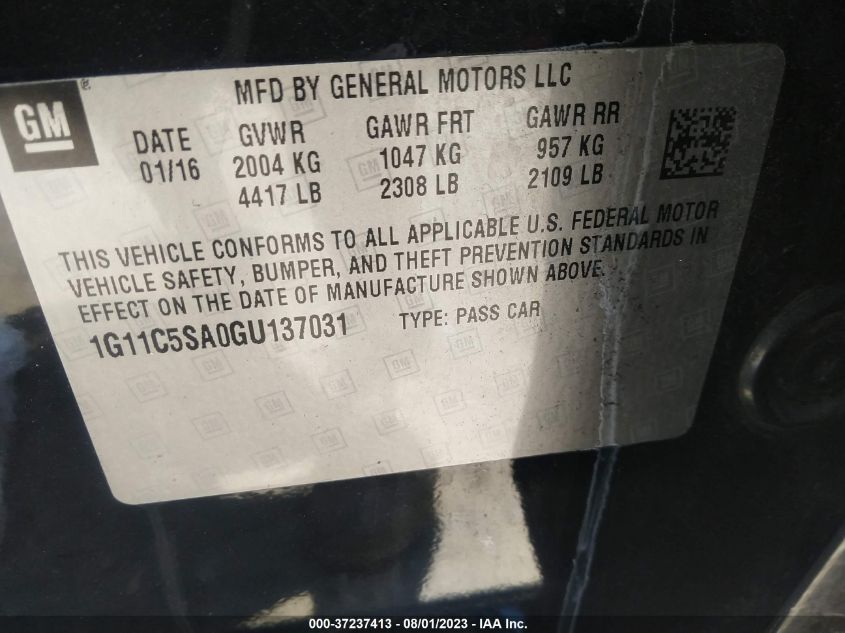 MFD BY GENERAL MOTORS LLC
GM
DATE GVWR GAWR FRT GAWR RR
01/16 2004 KG 1047 KG 957 KG
4417 LB 2308 LB 2109 LB
THIS VEHICLE CONFORMS TO ALL APPLICABLE U.S. FEDERAL MOTOR
VEHICLE SAFETY, BUMPER, AND THEFT PREVENTION STANDARDS IN
EFFECT ON THE DATE OF MANUFACTURE SHOWN ABOVE.
1G11C5SA0GU137031 TYPE: PASS CAR
000-37237413 - 08/01/2023 - IAA Inc.